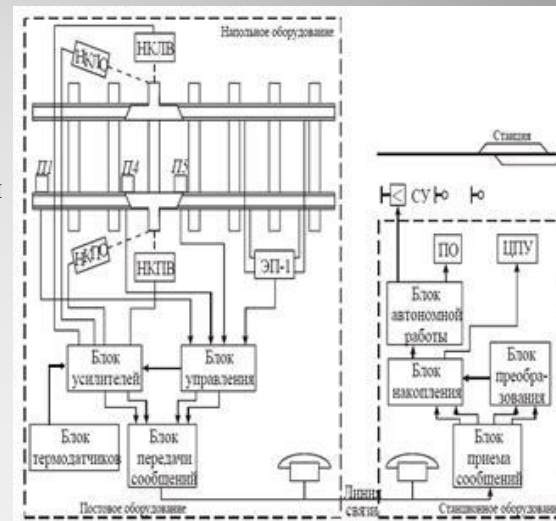 Напольное оборудование
НКЛВ
НКЛО
П1
П4
П5
НКПО
НКПВ
ЭП-1
Блок
усилителей
Блок
управления
Блок
термодатчиков
Блок
передачи
сообщений
Постовое оборудование
Линия
связи
Станция
СУ
ПО
ЦПУ
Блок
автономной
работы
Блок
накопления
Блок
преобра-
зования
Блок
приема
сообщений
Станционное оборудование